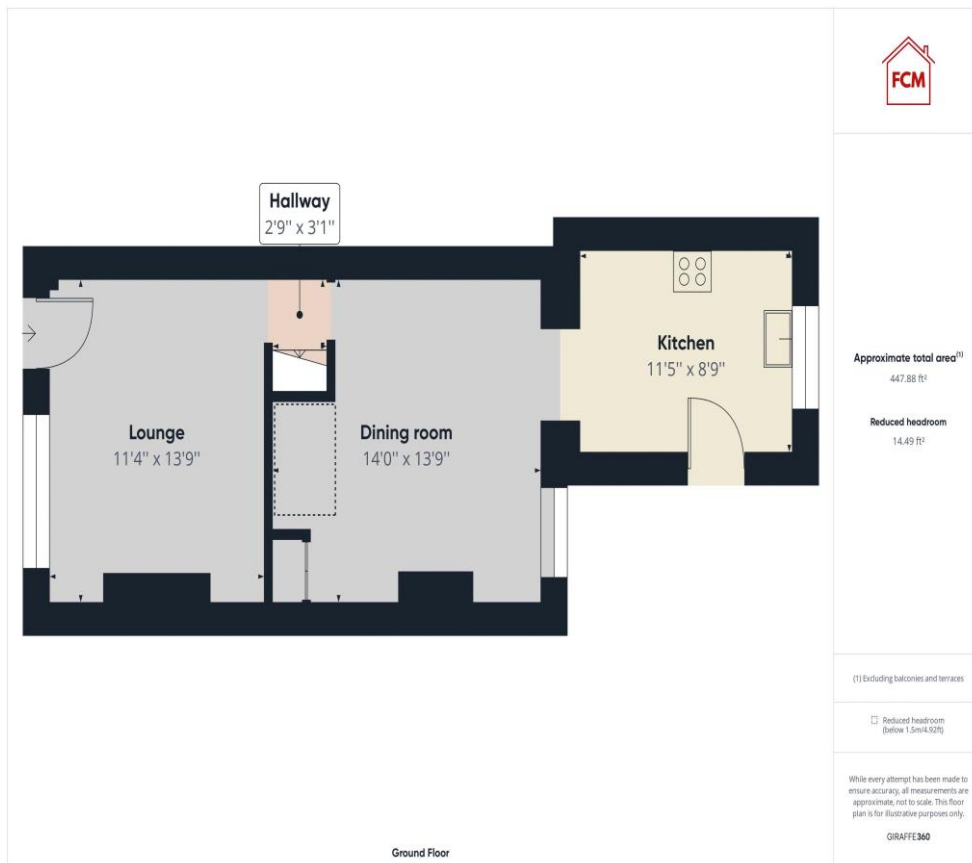 FCM
Hallway
2'9" x 3'1"
Kitchen
11'5" x 8'9"
Lounge
11'4" x 13'9"
Dining room
14'0" x 13'9"
Approximate total area(1)
447.88 ft²
Reduced headroom
14.49 ft²
(1) Excluding balconies and terraces
Reduced headroom
(below 1.5m/4.92ft)
While every attempt has been made to
ensure accuracy, all measurements are
approximate, not to scale. This floor
plan is for illustrative purposes only.
GIRAFFE360
Ground Floor